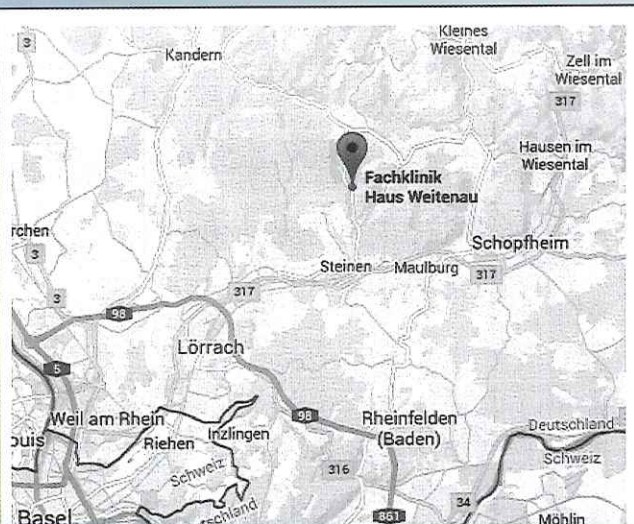 Kleines
Wiesental
3
Kandern
Zell im
Wiesental
317
Hausen im
Wiesental
Fachklinik
Haus Weitenau
rchen
3
Schopfheim
Steinen
Maulburg
317
3
317
98
Lörrach
5
98
Weil am Rhein
Rheinfelden
(Baden)
Deutschland
ouis
Riehen
Inzlingen
Schweiz
316
Schweiz
tschland
34
Basel
861
Möhlin